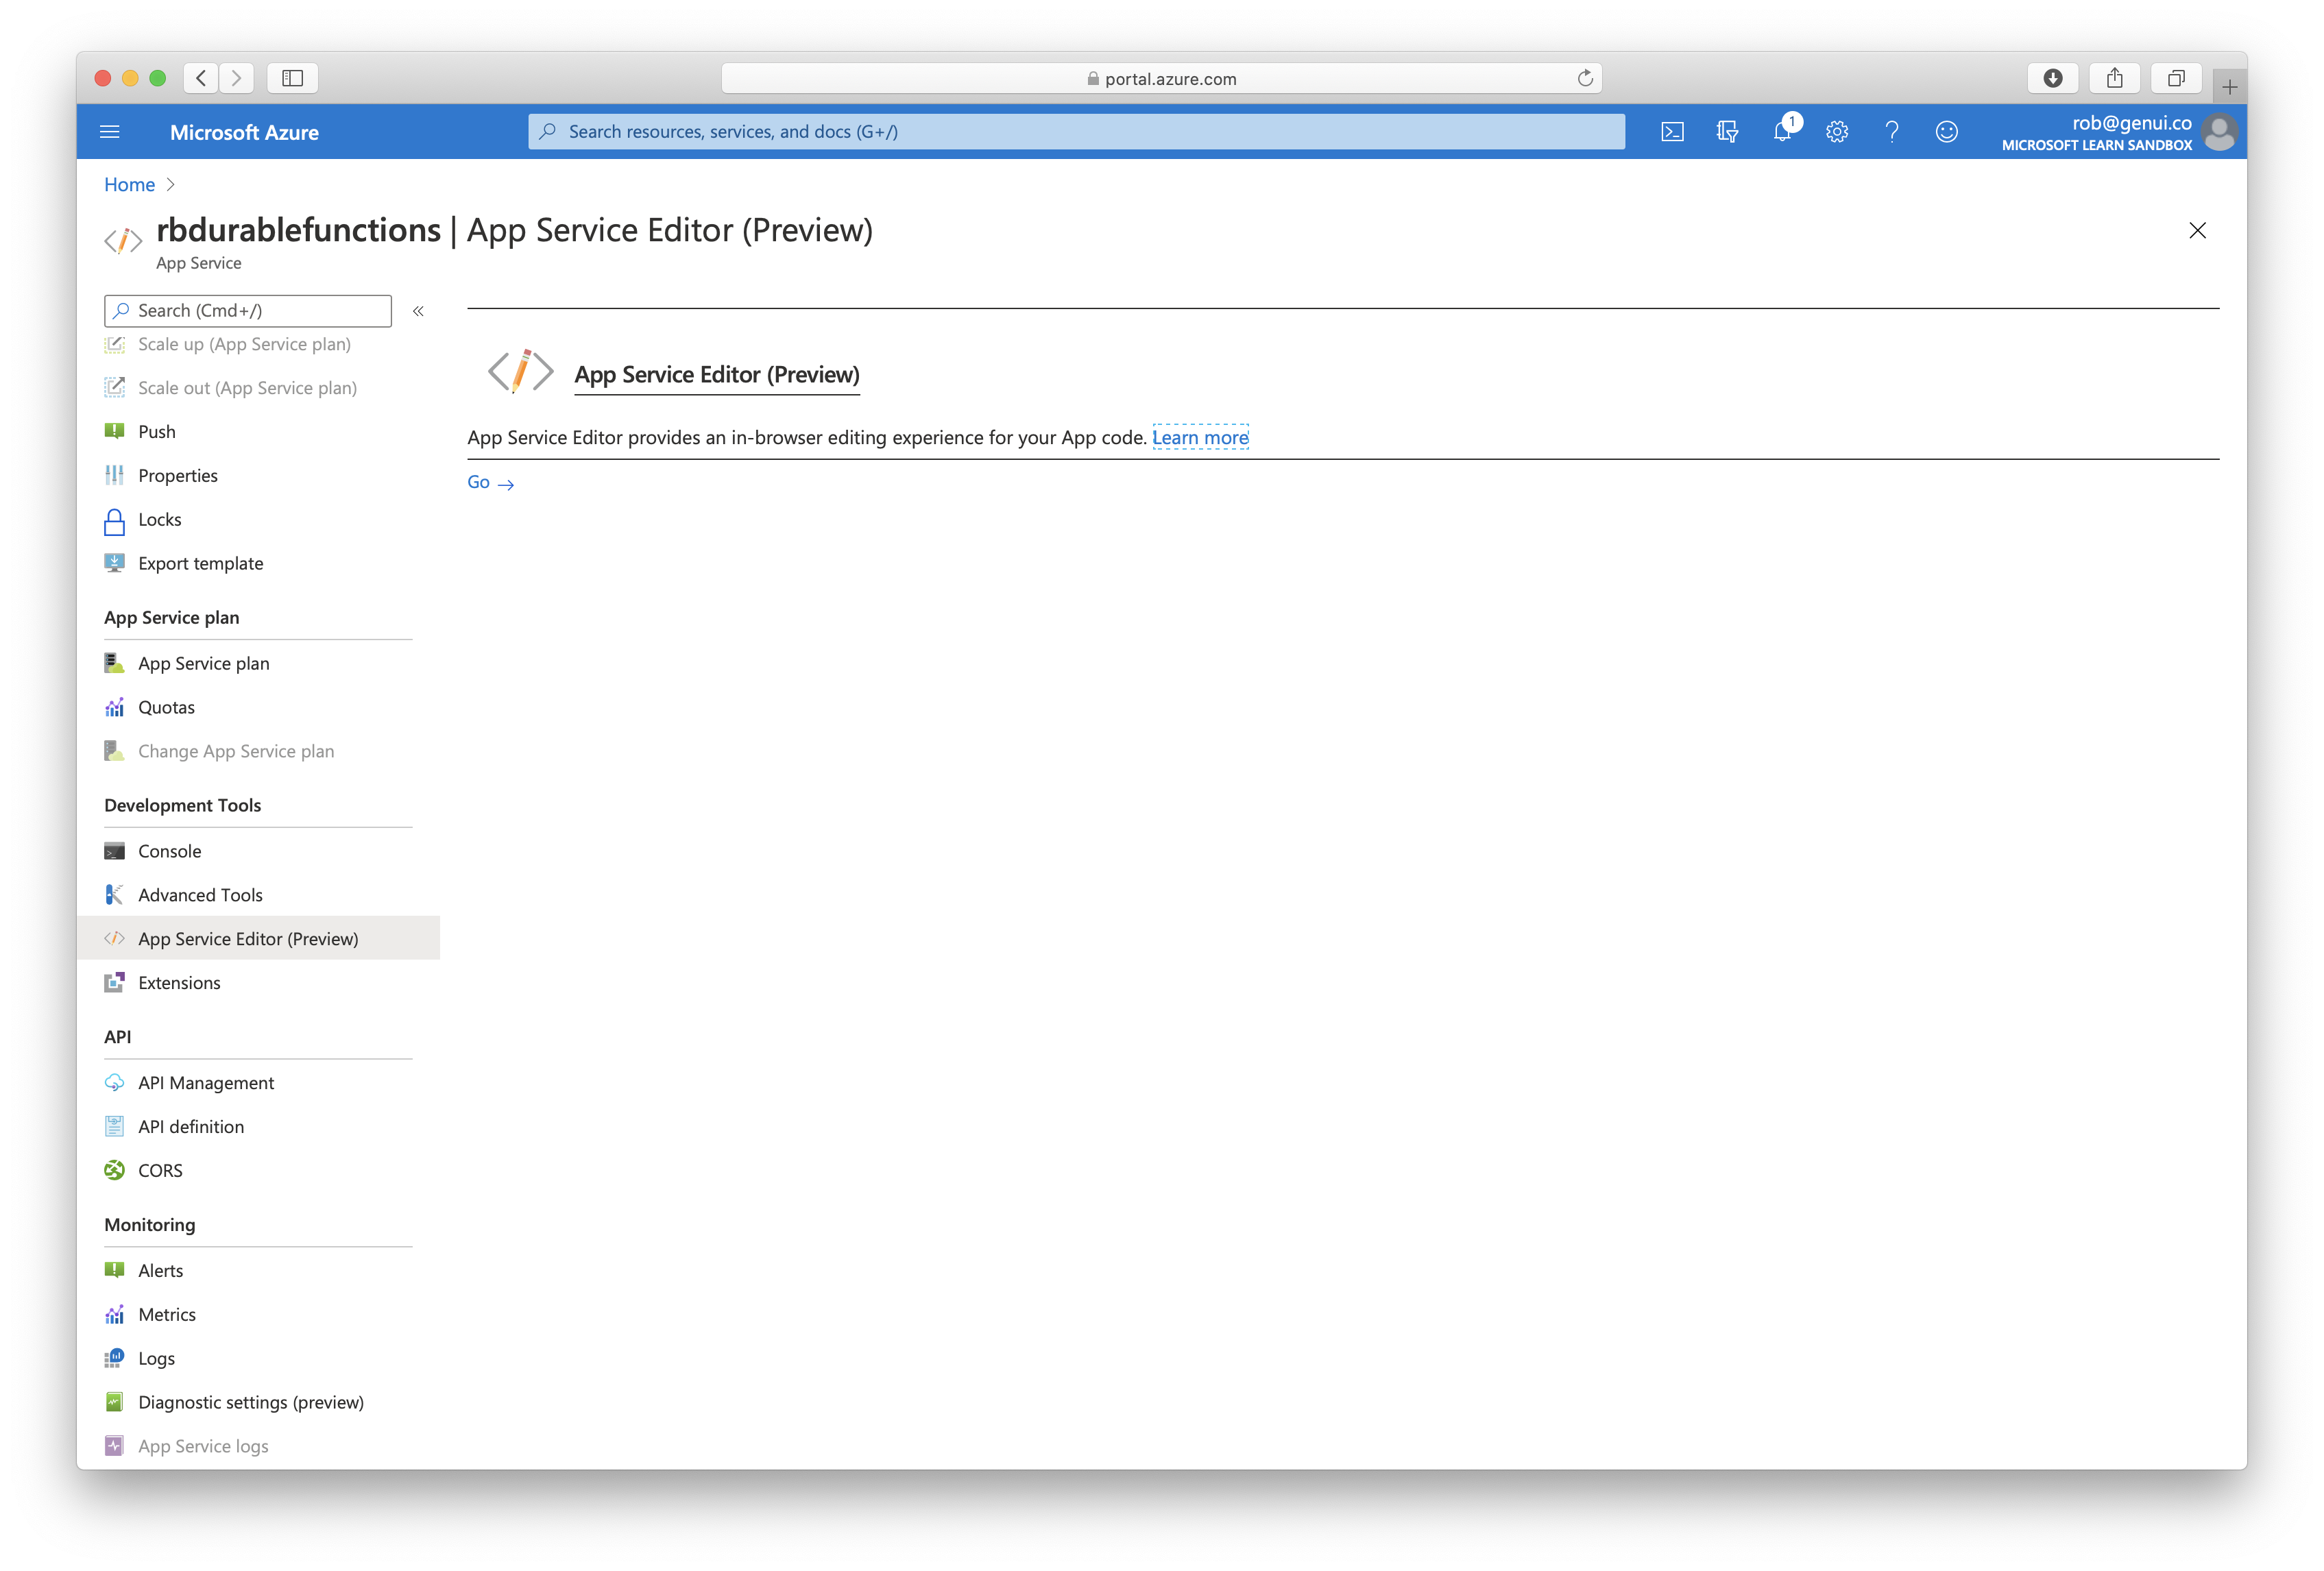 portal.azure.com
Microsoft Azure
Search resources, services, and docs (G+/)
1
rob@genui.co
MICROSOFT LEARN SANDBOX
Home
rbdurablefunctions | App Service Editor (Preview)
App Service
Search (Cmd+/)
Scale up (App Service plan)
Scale out (App Service plan)
Push
Properties
Locks
Export template
App Service plan
App Service plan
Quotas
Change App Service plan
Development Tools
Console
Advanced Tools
App Service Editor (Preview)
Extensions
API
API Management
API definition
CORS
Monitoring
Alerts
Metrics
Logs
Diagnostic settings (preview)
App Service logs
App Service Editor (Preview)
App Service Editor provides an in-browser editing experience for your App code. Learn more
Go →